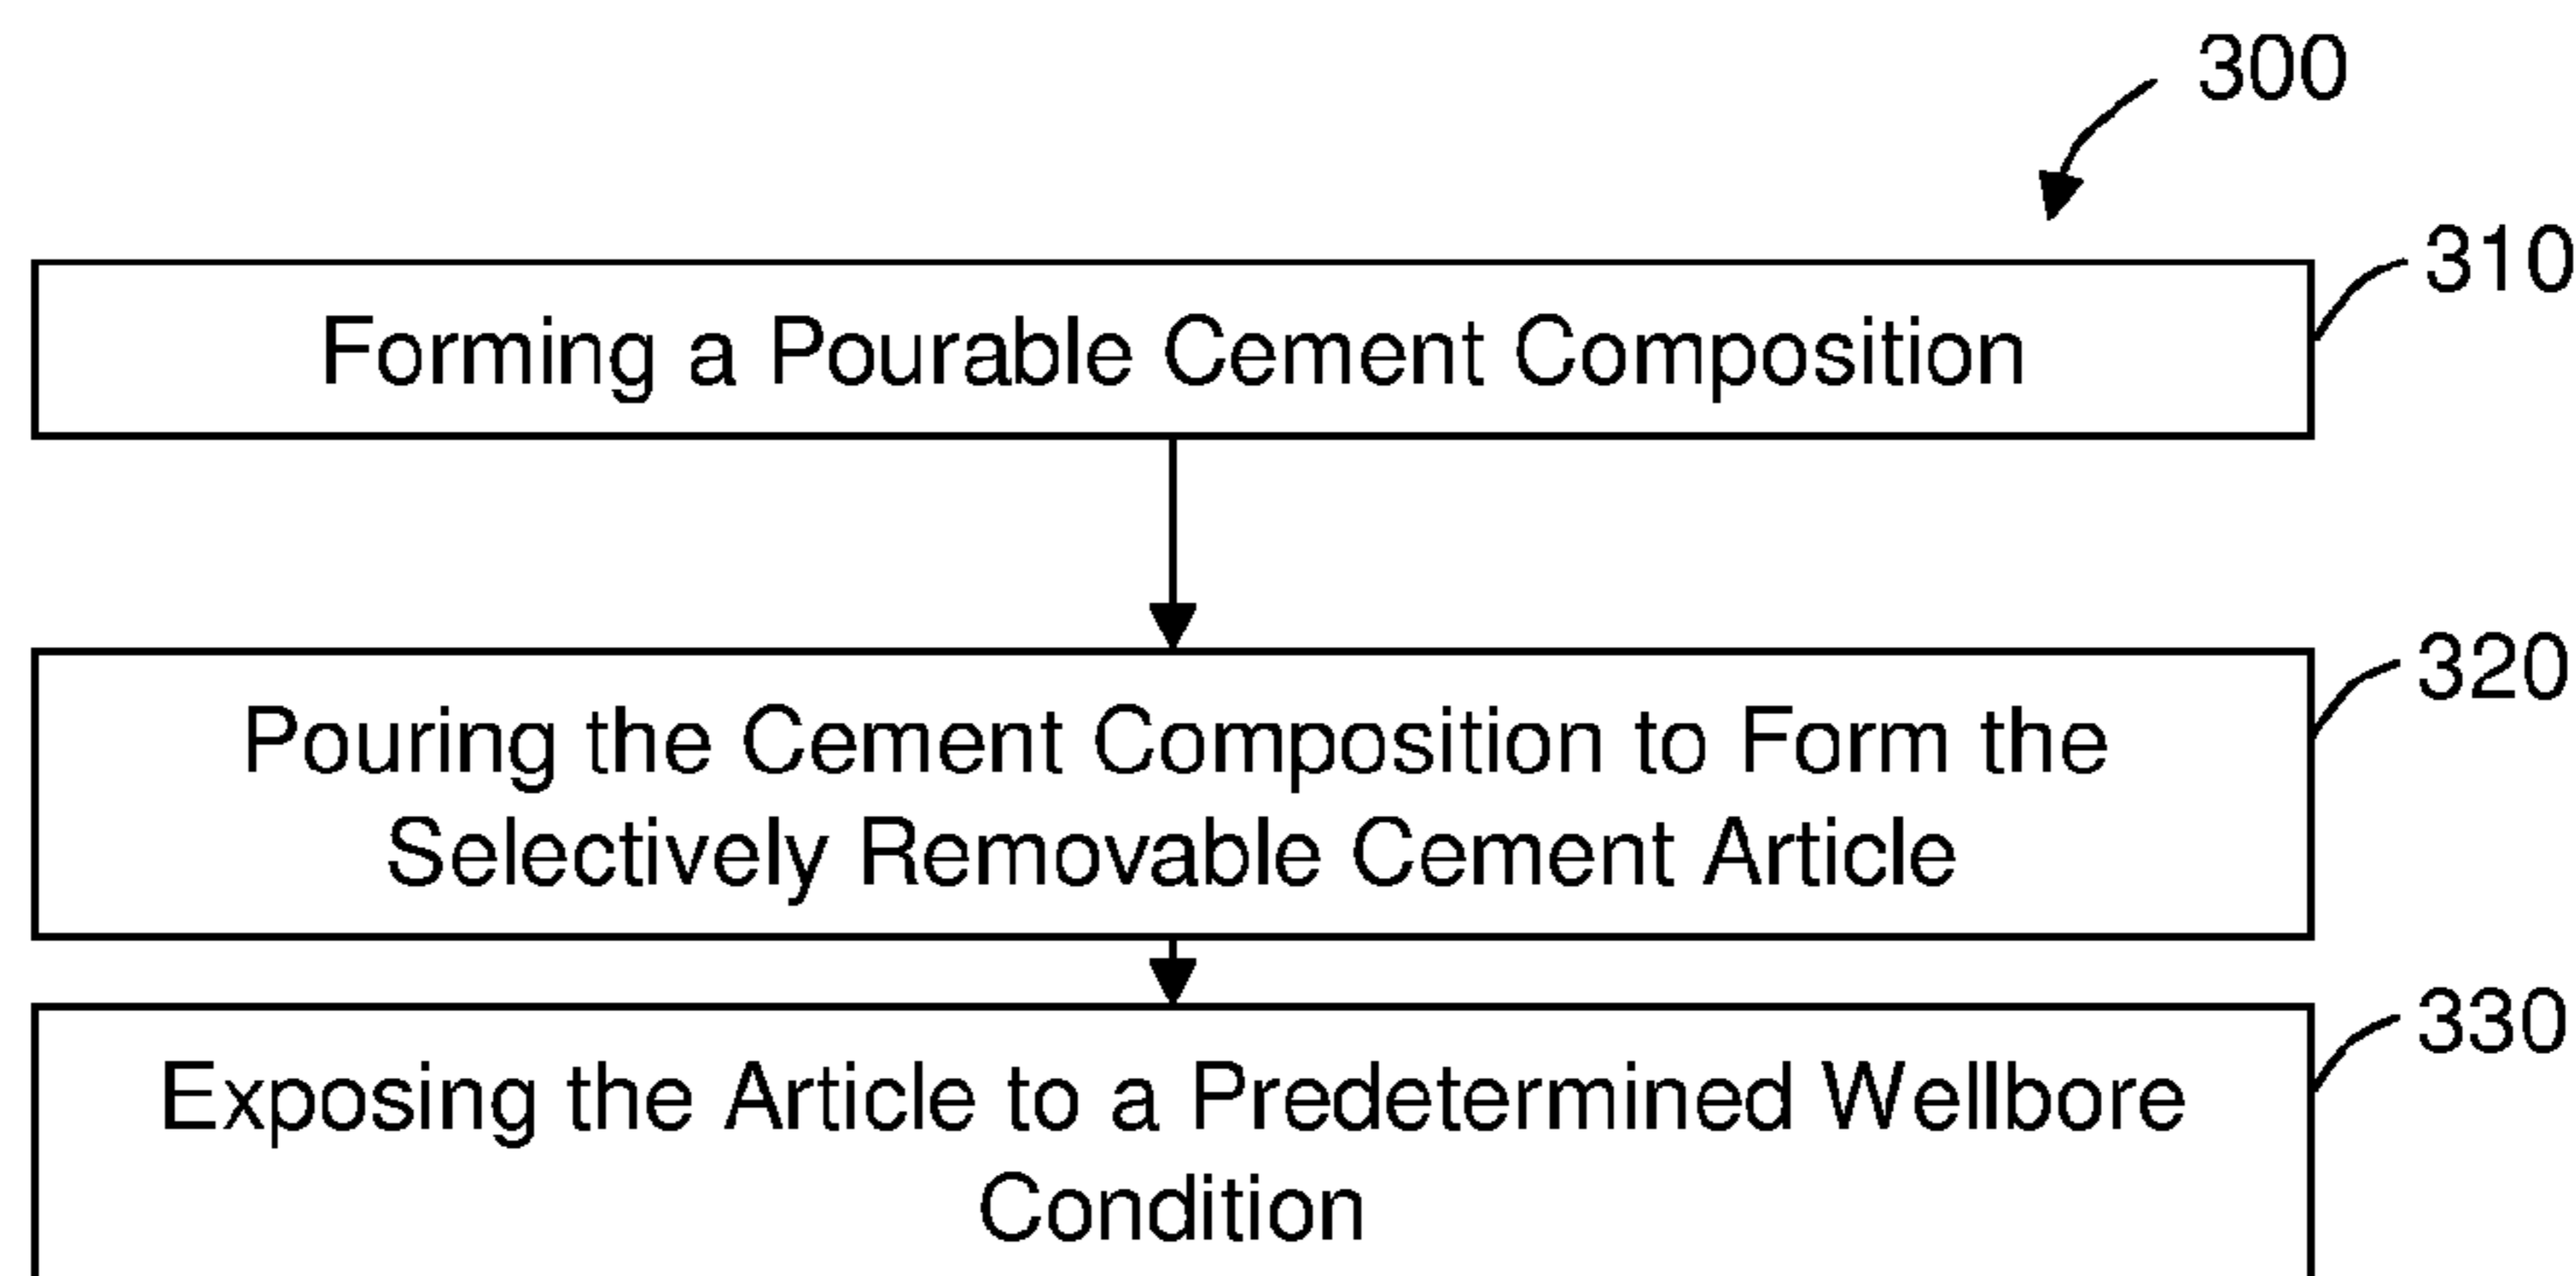 300
310
Forming a Pourable Cement Composition
320
Pouring the Cement Composition to Form the
Selectively Removable Cement Article
330
Exposing the Article to a Predetermined Wellbore
Condition